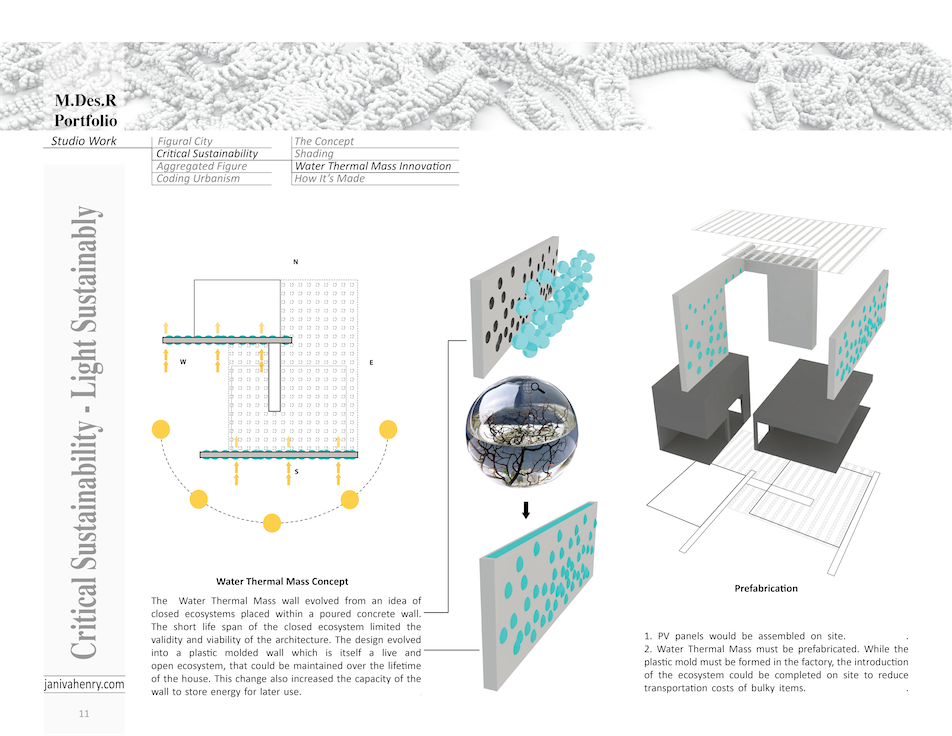 M.Des.R
Portfolio
Studio Work
Figural City
Critical Sustainability
Aggregated Figure
Coding Urbanism
The Concept
Shading
Water Thermal Mass Innovation
How It's Made
Critical Sustainability - Light Sustainably
N
W
E
S
Water Thermal Mass Concept
The Water Thermal Mass wall evolved from an idea of
closed ecosystems placed within a poured concrete wall.
The short life span of the closed ecosystem limited the
validity and viability of the architecture. The design evolved
into a plastic molded wall which is itself a live and
open ecosystem, that could be maintained over the lifetime
of the house. This change also increased the capacity of the
wall to store energy for later use.
Prefabrication
1. PV panels would be assembled on site. .
2. Water Thermal Mass must be prefabricated. While the
plastic mold must be formed in the factory, the introduction
of the ecosystem could be completed on site to reduce
transportation costs of bulky items. .
janivahenry.com
11